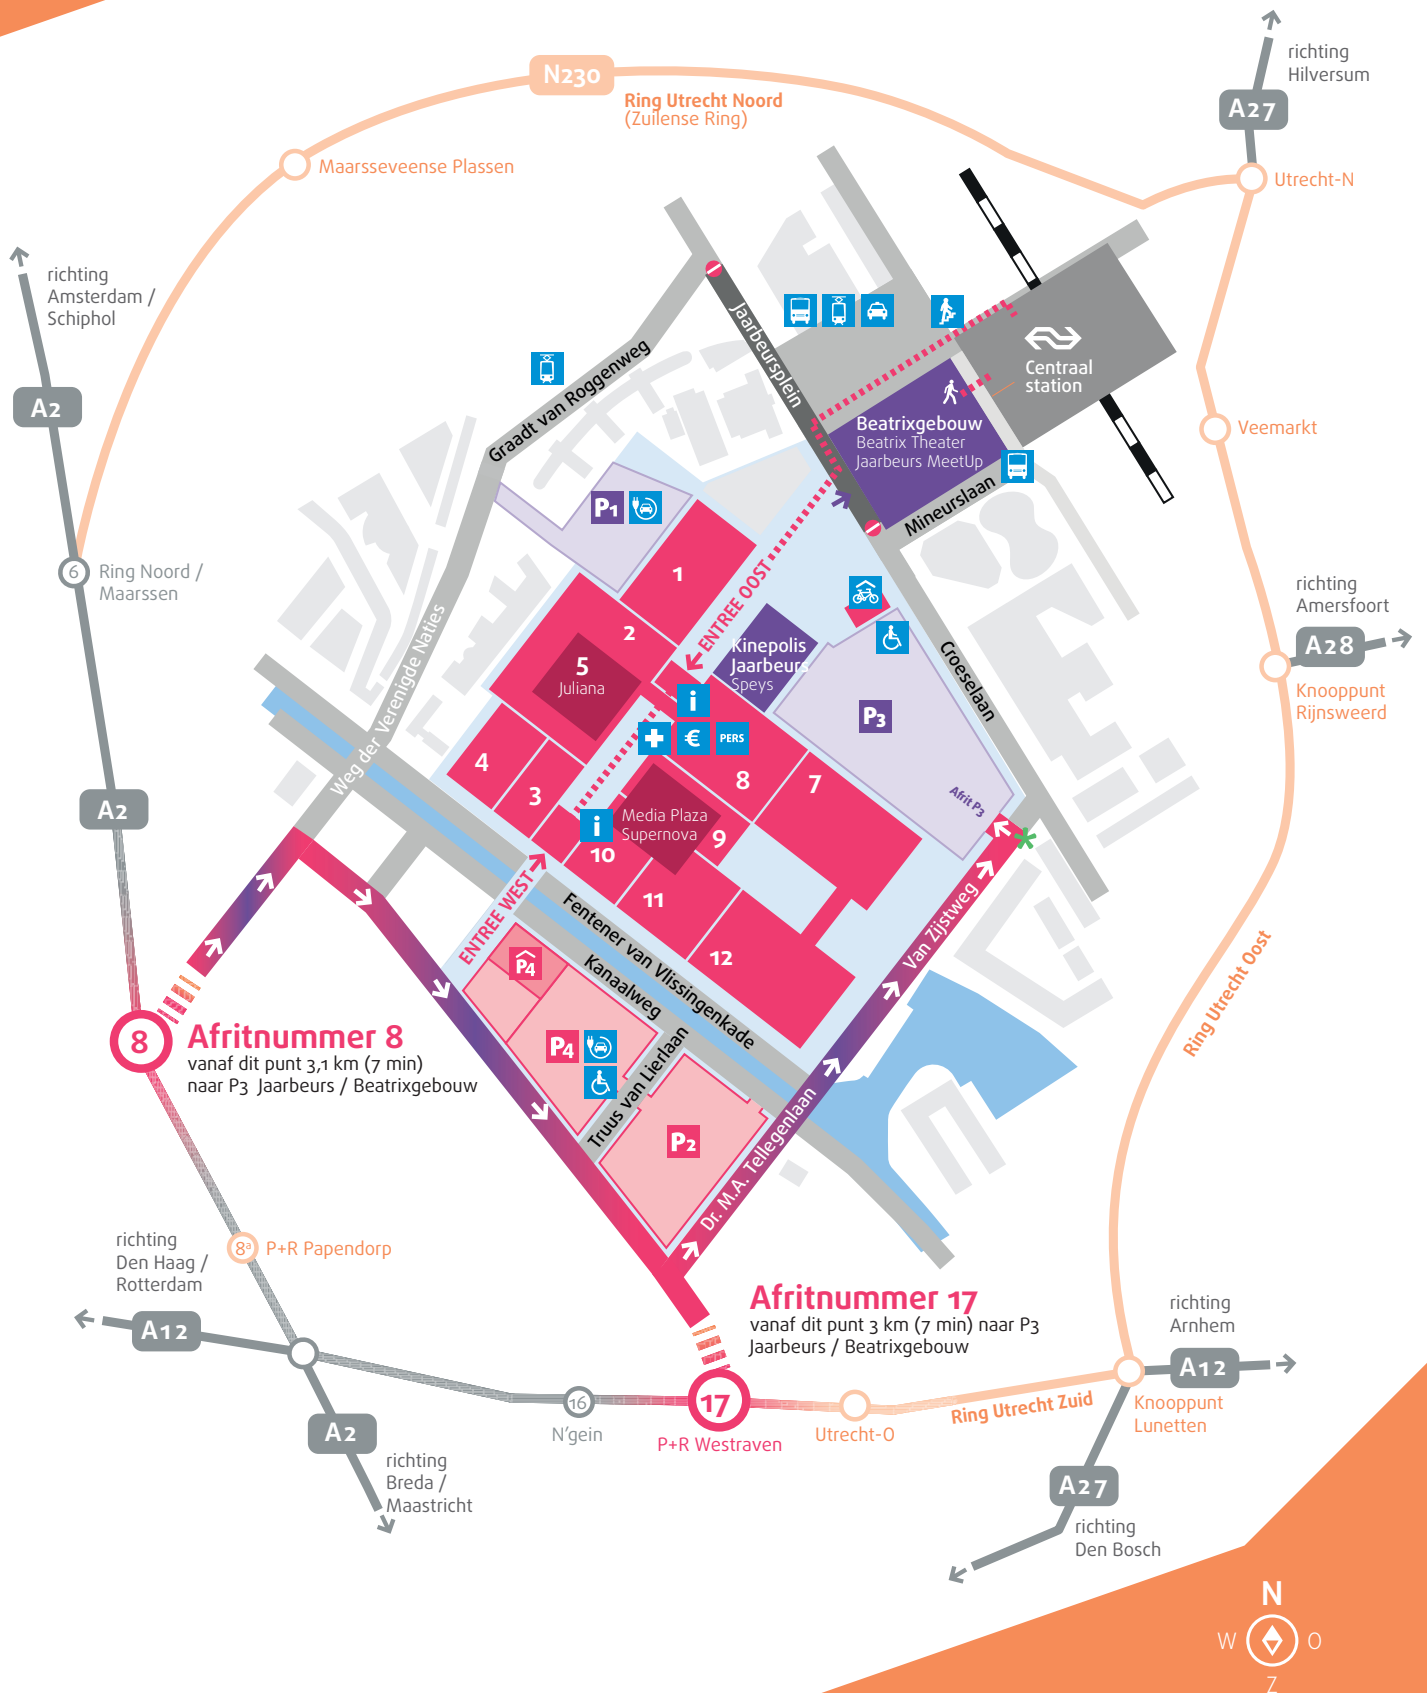 N230
Ring Utrecht Noord
(Zuilense Ring)
richting
Hilversum
A27
Utrecht-N
Maarsseveense Plassen
richting
Amsterdam /
Schiphol
A2
6
Ring Noord /
Maarssen
A2
Jaarbeursplein
Graadt van Roggenweg
Centraal
station
Beatrixgebouw
Beatrix Theater
Jaarbeurs MeetUp
Mineurslaan
Veemarkt
richting
Amersfoort
A28
Knooppunt
Rijnsweerd
P1
1
2
5
Juliana
ENTREE OOST
Kinepolis
Jaarbeurs
Speys
P3
Croeselaan
Afrit P3
Weg der Verenigde Naties
i
€
PERS
4
3
8
7
i
Media Plaza
Supernova
9
10
11
12
ENTREE WEST
Fentener van Vlissingenkade
Kanaalweg
Van Zijstweg
P4
P4
Truus van Lierlaan
P2
Dr. M.A. Tellegenlaan
Ring Utrecht Oost
8
Afritnummer 8
vanaf dit punt 3,1 km (7 min)
naar P3 Jaarbeurs / Beatrixgebouw
8a
P+R Papendorp
richting
Den Haag /
Rotterdam
A12
A2
richting
Breda /
Maastricht
16
N'gein
Afritnummer 17
vanaf dit punt 3 km (7 min) naar P3
Jaarbeurs / Beatrixgebouw
17
P+R Westraven
Utrecht-O
Ring Utrecht Zuid
richting
Arnhem
A12
Knooppunt
Lunetten
A27
richting
Den Bosch
N
W
O
Z